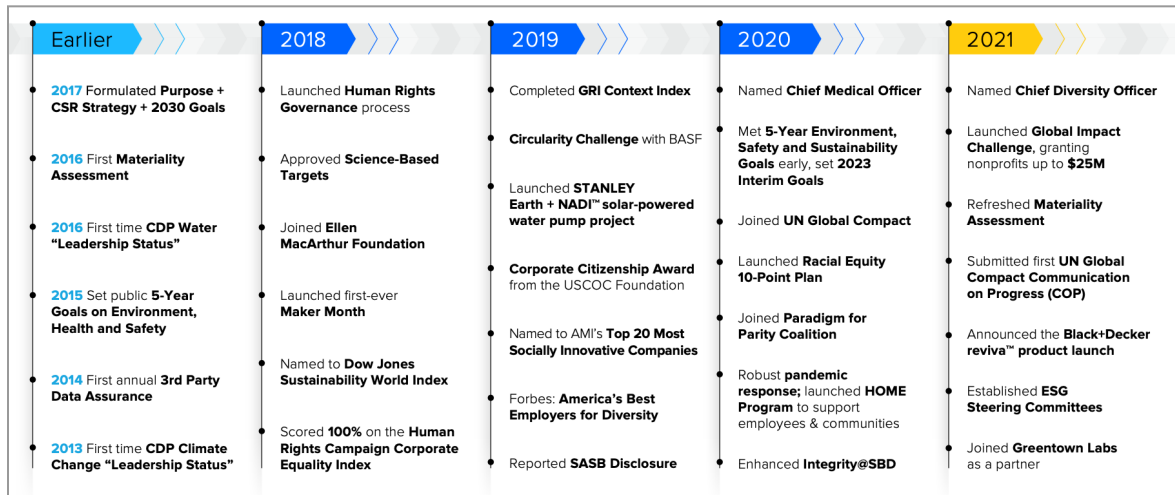 Earlier
2017 Formulated Purpose +
CSR Strategy + 2030 Goals
2016 First Materiality
Assessment
2016 First time CDP Water
“Leadership Status”
2015 Set public 5-Year
Goals on Environment,
Health and Safety
2014 First annual 3rd Party
Data Assurance
2013 First time CDP Climate
Change “Leadership Status”
2018
Launched Human Rights
Governance process
Approved Science-Based
Targets
Joined Ellen
MacArthur Foundation
Launched first-ever
Maker Month
Named to Dow Jones
Sustainability World Index
Scored 100% on the Human
Rights Campaign Corporate
Equality Index
2019
Completed GRI Context Index
Circularity Challenge with BASF
Launched STANLEY
Earth + NADI™ solar-powered
water pump project
Corporate Citizenship Award
from the USCOC Foundation
Named to AMI’s Top 20 Most
Socially Innovative Companies
Forbes: America’s Best
Employers for Diversity
Reported SASB Disclosure
2020
Named Chief Medical Officer
Met 5-Year Environment,
Safety and Sustainability
Goals early, set 2023
Interim Goals
Joined UN Global Compact
Launched Racial Equity
10-Point Plan
Joined Paradigm for
Parity Coalition
Robust pandemic
response; launched HOME
Program to support
employees & communities
Enhanced Integrity@SBD
2021
Named Chief Diversity Officer
Launched Global Impact
Challenge, granting
nonprofits up to $25M
Refreshed Materiality
Assessment
Submitted first UN Global
Compact Communication
on Progress (COP)
Announced the Black+Decker
reviva™ product launch
Established ESG
Steering Committees
Joined Greentown Labs
as a partner